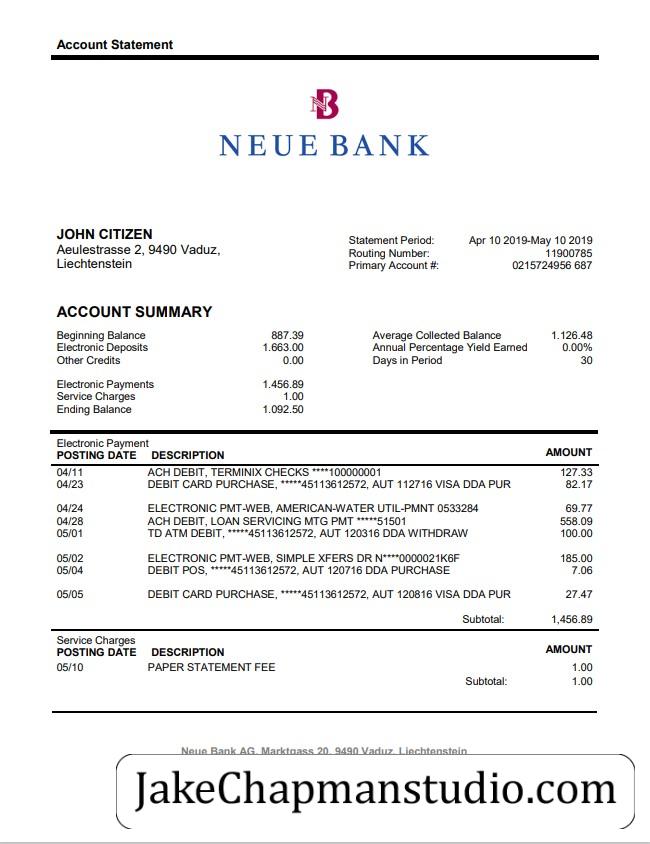 Account Statement
NB
NEUE BANK
JOHN CITIZEN
Aeulestrasse 2, 9490 Vaduz,
Liechtenstein
Statement Period: Apr 10 2019-May 10 2019
Routing Number: 11900785
Primary Account #: 0215724956 687
ACCOUNT SUMMARY
Beginning Balance 887.39 Average Collected Balance 1.126.48
Electronic Deposits 1.663.00 Annual Percentage Yield Earned 0.00%
Other Credits 0.00 Days in Period 30
Electronic Payments 1.456.89
Service Charges 1.00
Ending Balance 1.092.50
Electronic Payment
POSTING DATE DESCRIPTION AMOUNT
04/11 ACH DEBIT, TERMINIX CHECKS ****100000001 127.33
04/23 DEBIT CARD PURCHASE, *****45113612572, AUT 112716 VISA DDA PUR 82.17
04/24 ELECTRONIC PMT-WEB, AMERICAN-WATER UTIL-PMNT 0533284 69.77
04/28 ACH DEBIT, LOAN SERVICING MTG PMT *****51501 558.09
05/01 TD ATM DEBIT, *****45113612572, AUT 120316 DDA WITHDRAW 100.00
05/02 ELECTRONIC PMT-WEB, SIMPLE XFERS DR N****0000021K6F 185.00
05/04 DEBIT POS, *****45113612572, AUT 120716 DDA PURCHASE 7.06
05/05 DEBIT CARD PURCHASE, *****45113612572, AUT 120816 VISA DDA PUR 27.47
Subtotal: 1,456.89
Service Charges
POSTING DATE DESCRIPTION AMOUNT
05/10 PAPER STATEMENT FEE 1.00
Subtotal: 1.00
Neue Bank AG, Marktgass 20, 9490 Vaduz, Liechtenstein
JakeChapmanstudio.com